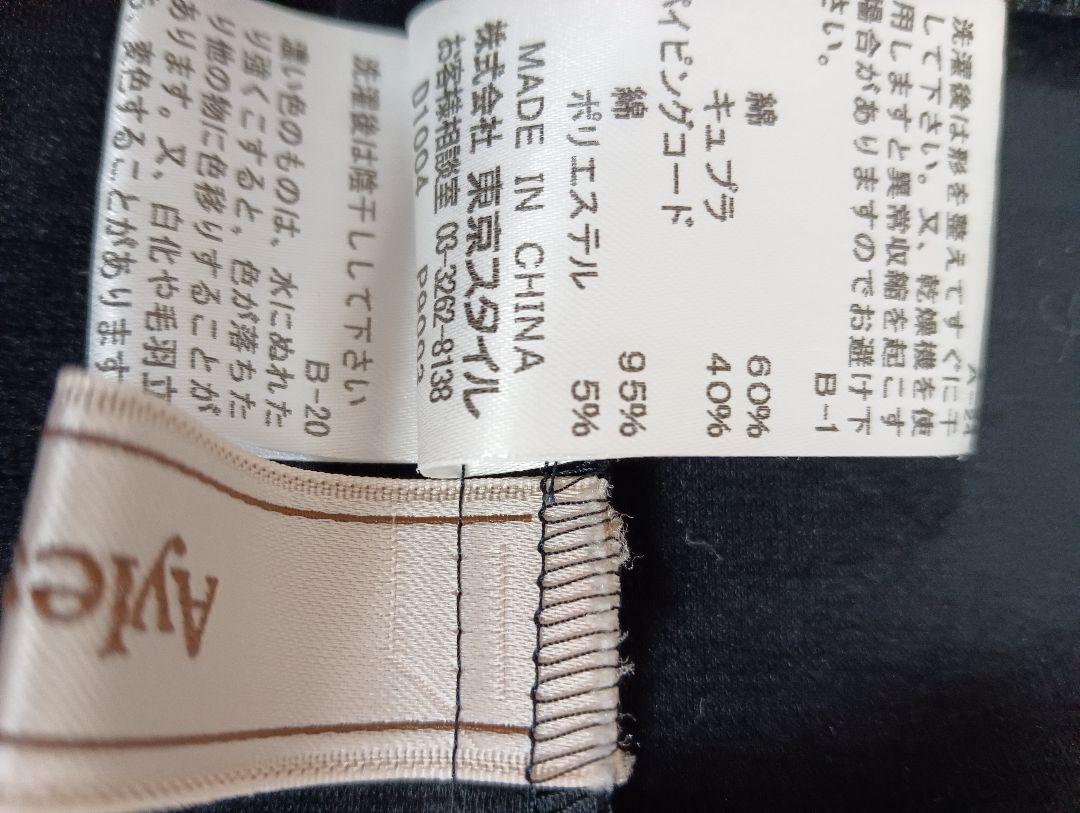 洗濯後は形を整えてすぐに干
して下さい。又、乾燥機を使
用しますと異常収縮を起こす
場合がありますのでお避け下
さい。
B-1
綿 60%
キュプラ 40%
パイピングコード
綿 95%
ポリエステル 5%
MADE IN CHINA
株式会社 東京スタイル
お客様相談室 03-3262-8138
D1004
洗濯後は陰干しして下さい
B-20
濃い色のものは、水にぬれた
り強くこすると、色が落ちた
り他の物に色移りすることが
あります。又、白化や毛羽立
変色することがあります
Ayle